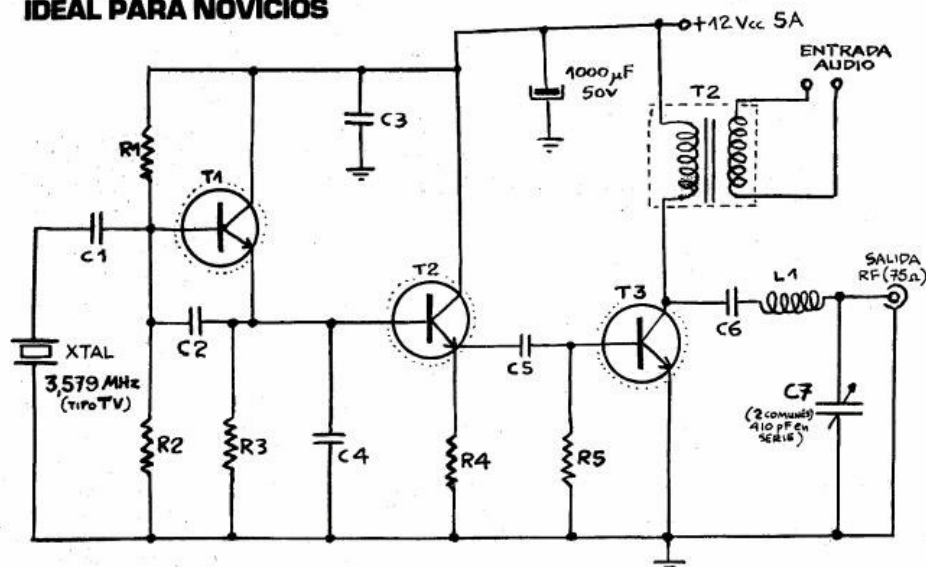 IDEAL PARA NOVICIOS
+12 Vcc 5A
1000µF
50V
ENTRADA
AUDIO
T2
C3
R1
T1
C1
T2
T3
SALIDA
RF (75Ω)
L1
C6
C2
C5
XTAL
3,579 MHz
(TIPO TV)
C7
(2 COMUNES
410 pF en
SERIE)
R2
R3
C4
R4
R5